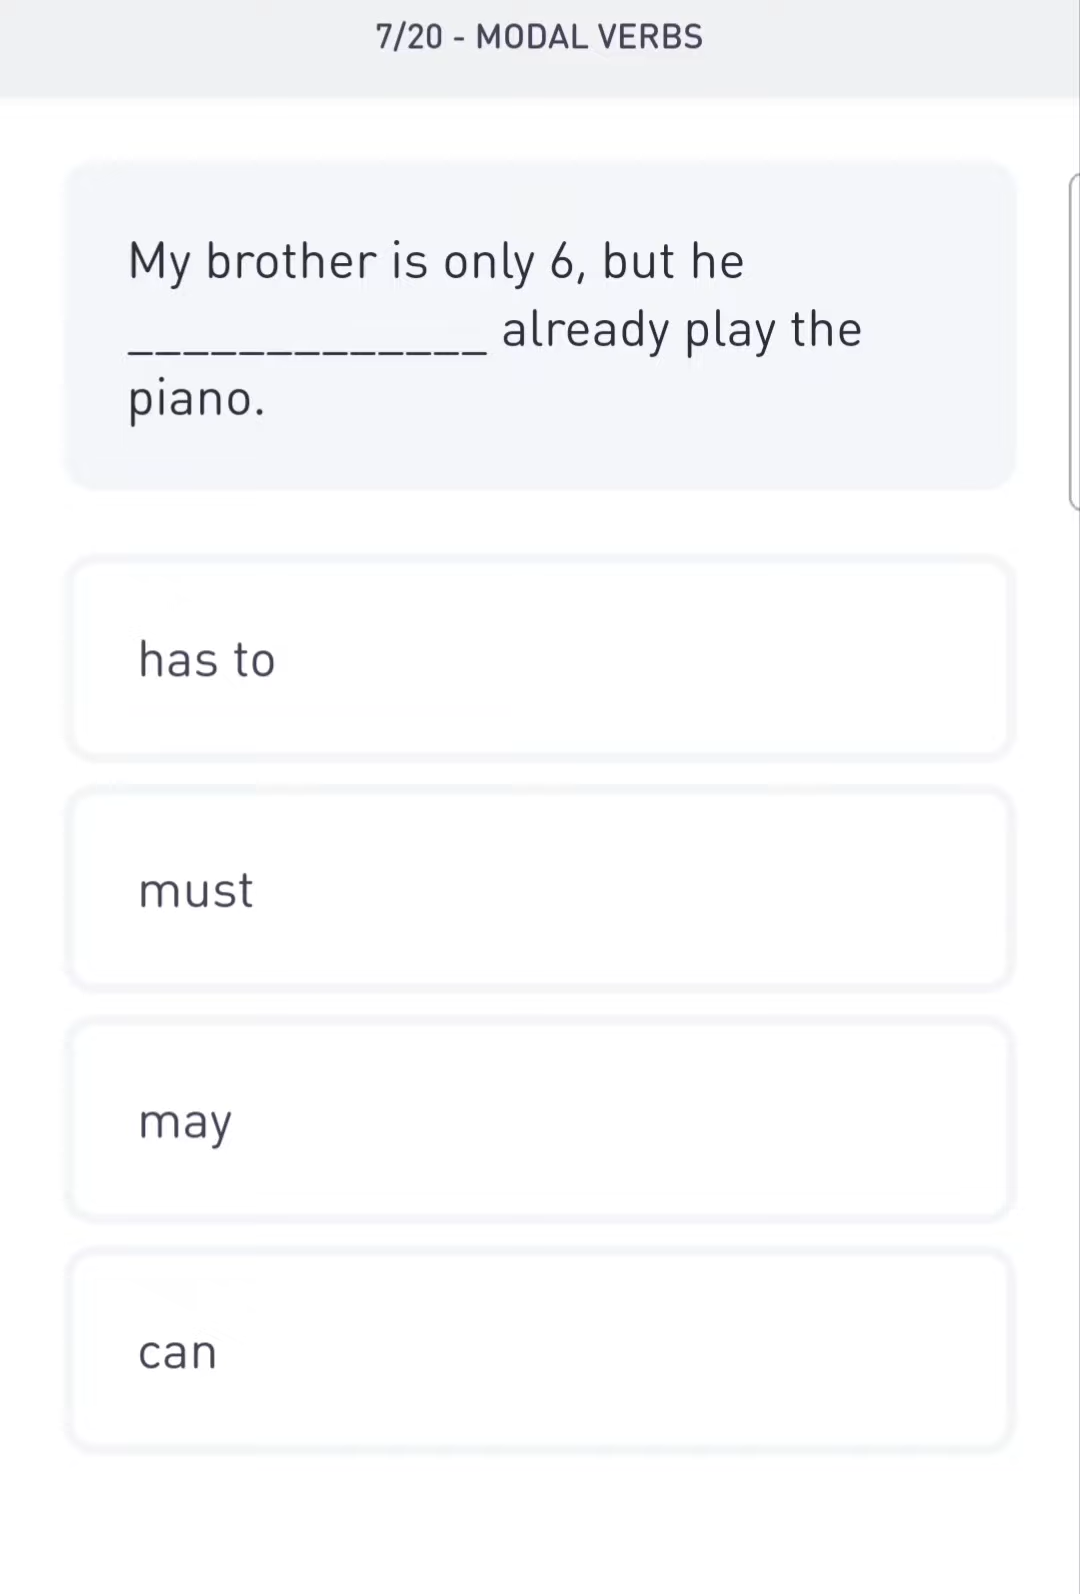 7/20 - MODAL VERBS
My brother is only 6, but he
_____________ already play the
piano.
has to
must
may
can